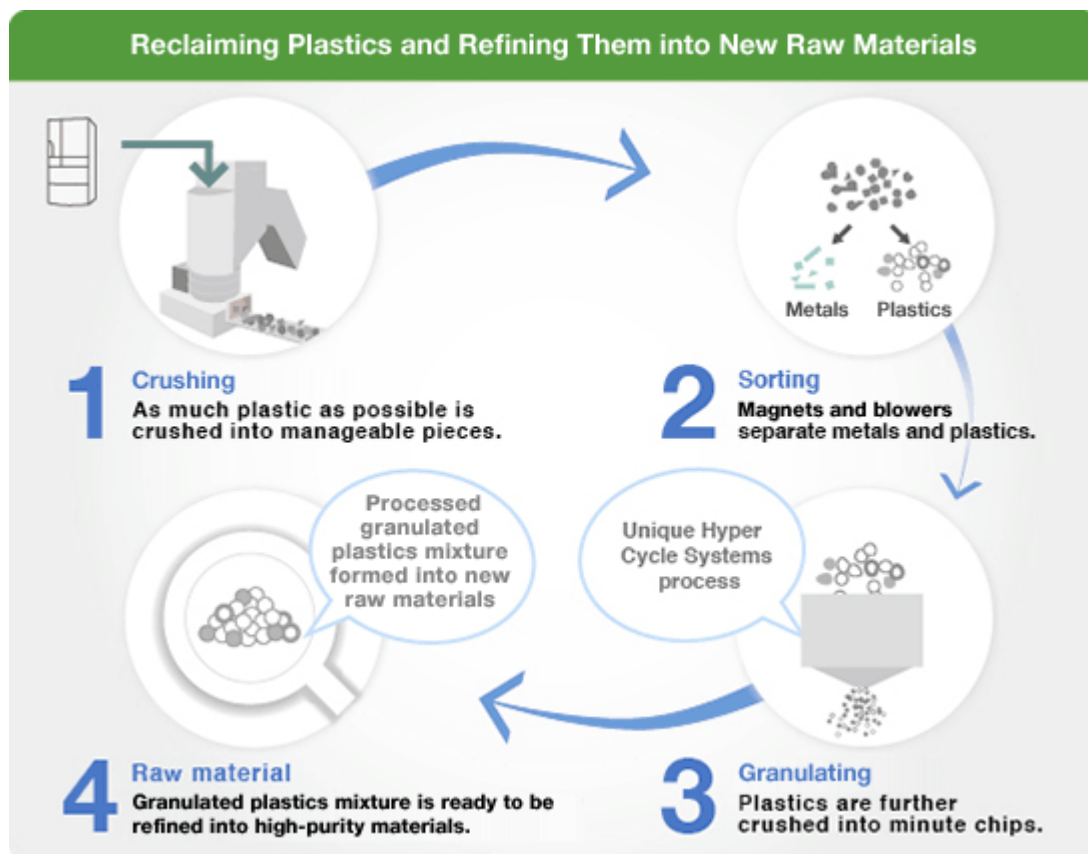 Reclaiming Plastics and Refining Them into New Raw Materials
Metals
Plastics
1
Crushing
As much plastic as possible is
crushed into manageable pieces.
2
Sorting
Magnets and blowers
separate metals and plastics.
Unique Hyper
Cycle Systems
process
3
Granulating
Plastics are further
crushed into minute chips.
Processed
granulated
plastics mixture
formed into new
raw materials
4
Raw material
Granulated plastics mixture is ready to be
refined into high-purity materials.